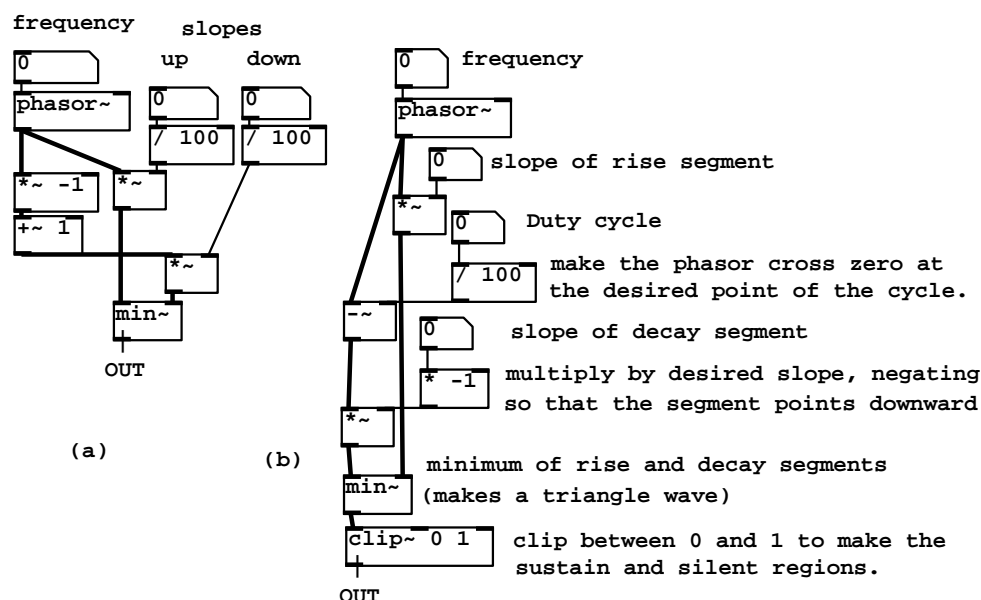 frequency
slopes
up
down
0
0
0
phasor~
/ 100
/ 100
*~ -1
*~
+~ 1
*~
min~
OUT
(a)
0
frequency
phasor~
0
slope of rise segment
*~
0
Duty cycle
/ 100
make the phasor cross zero at
the desired point of the cycle.
-~
0
slope of decay segment
* -1
multiply by desired slope, negating
so that the segment points downward
*~
(b)
minimum of rise and decay segments
min~
(makes a triangle wave)
clip~ 0 1
clip between 0 and 1 to make the
sustain and silent regions.
OUT